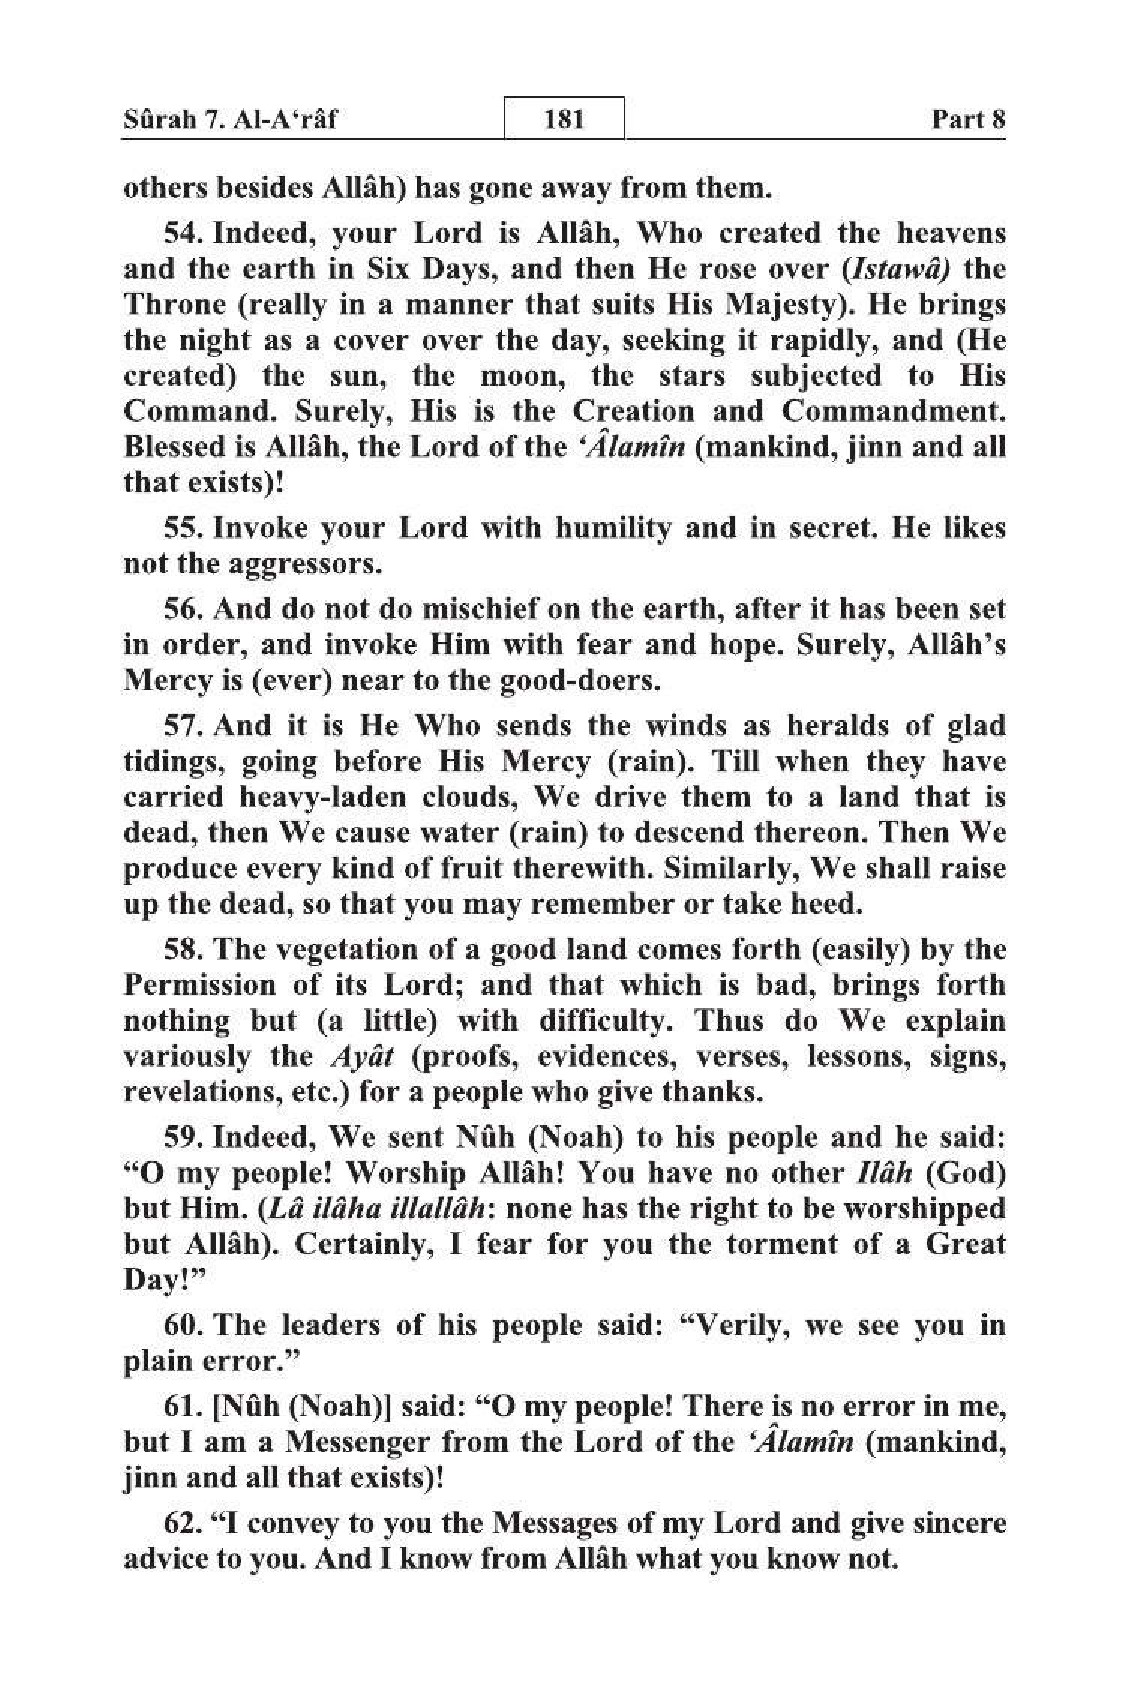 Sûrah 7. Al-A‘râf 181 Part 8
others besides Allâh) has gone away from them.
54. Indeed, your Lord is Allâh, Who created the heavens
and the earth in Six Days, and then He rose over (Istawâ) the
Throne (really in a manner that suits His Majesty). He brings
the night as a cover over the day, seeking it rapidly, and (He
created) the sun, the moon, the stars subjected to His
Command. Surely, His is the Creation and Commandment.
Blessed is Allâh, the Lord of the ‘Âlamîn (mankind, jinn and all
that exists)!
55. Invoke your Lord with humility and in secret. He likes
not the aggressors.
56. And do not do mischief on the earth, after it has been set
in order, and invoke Him with fear and hope. Surely, Allâh’s
Mercy is (ever) near to the good-doers.
57. And it is He Who sends the winds as heralds of glad
tidings, going before His Mercy (rain). Till when they have
carried heavy-laden clouds, We drive them to a land that is
dead, then We cause water (rain) to descend thereon. Then We
produce every kind of fruit therewith. Similarly, We shall raise
up the dead, so that you may remember or take heed.
58. The vegetation of a good land comes forth (easily) by the
Permission of its Lord; and that which is bad, brings forth
nothing but (a little) with difficulty. Thus do We explain
variously the Ayât (proofs, evidences, verses, lessons, signs,
revelations, etc.) for a people who give thanks.
59. Indeed, We sent Nûh (Noah) to his people and he said:
“O my people! Worship Allâh! You have no other Ilâh (God)
but Him. (Lâ ilâha illallâh: none has the right to be worshipped
but Allâh). Certainly, I fear for you the torment of a Great
Day!”
60. The leaders of his people said: “Verily, we see you in
plain error.”
61. [Nûh (Noah)] said: “O my people! There is no error in me,
but I am a Messenger from the Lord of the ‘Âlamîn (mankind,
jinn and all that exists)!
62. “I convey to you the Messages of my Lord and give sincere
advice to you. And I know from Allâh what you know not.